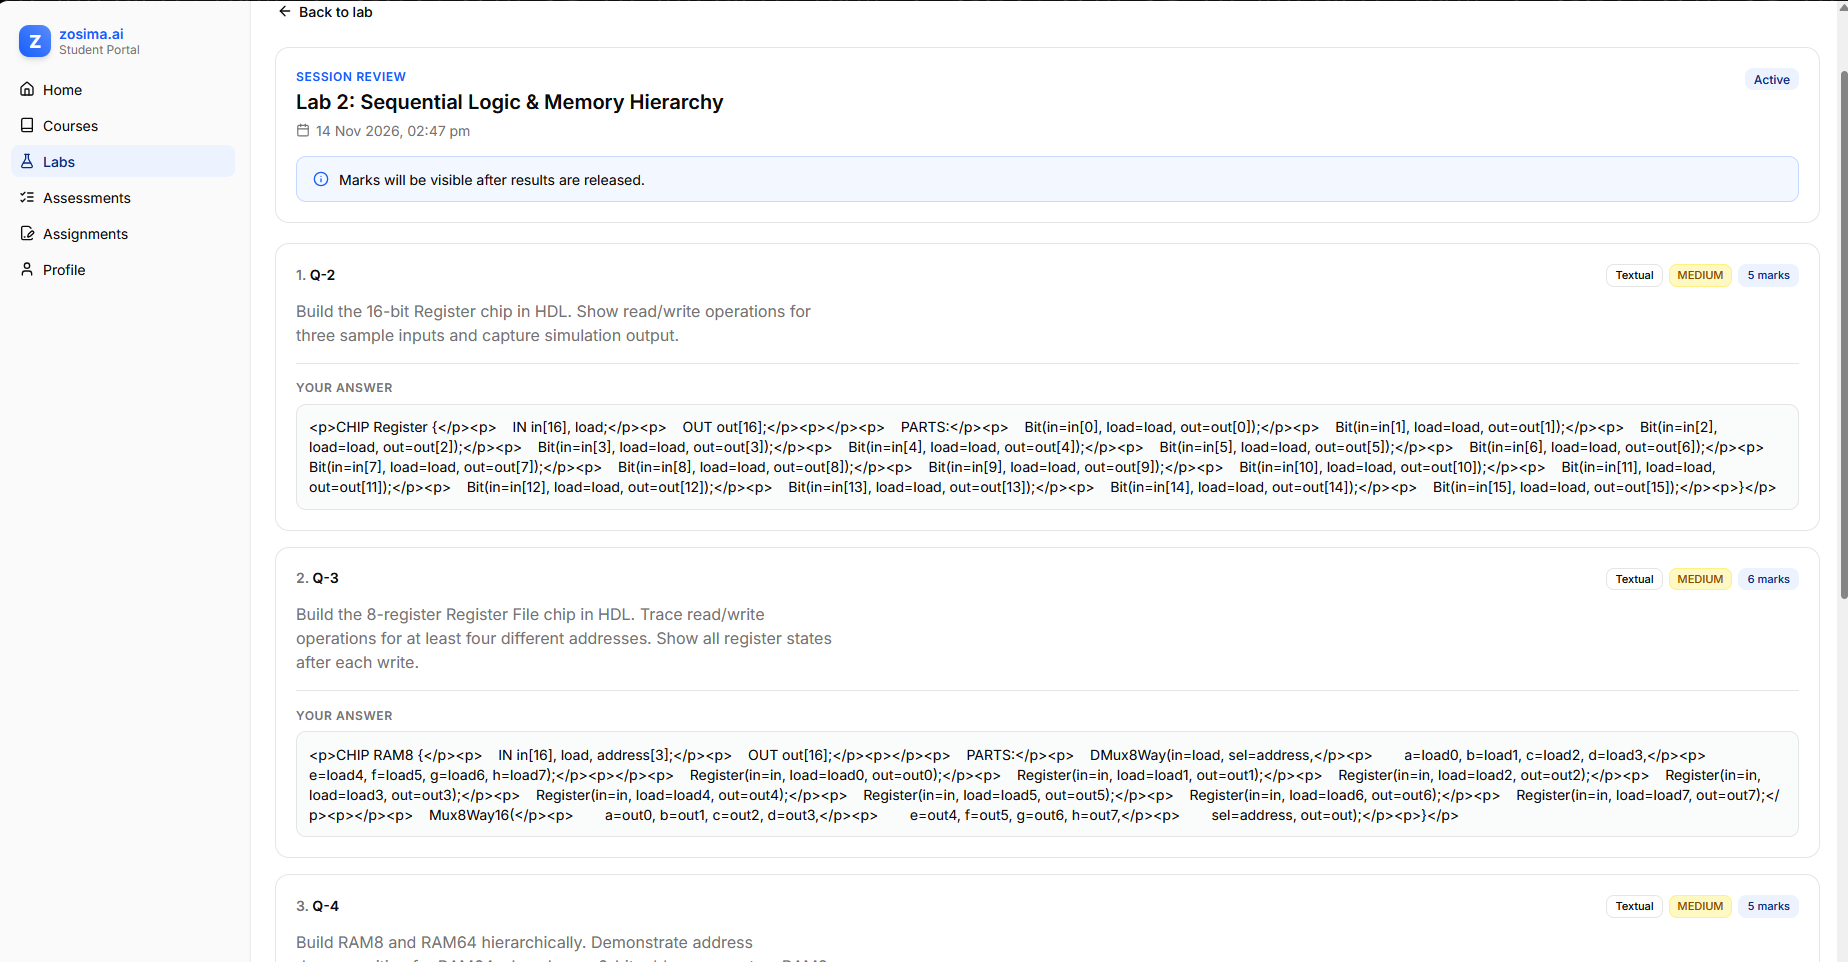 Back to lab
Z
zosima.ai
Student Portal
Home
Courses
Labs
Assessments
Assignments
Profile
SESSION REVIEW
Active
Lab 2: Sequential Logic & Memory Hierarchy
14 Nov 2026, 02:47 pm
Marks will be visible after results are released.
1. Q-2
Textual
MEDIUM
5 marks
Build the 16-bit Register chip in HDL. Show read/write operations for
three sample inputs and capture simulation output.
YOUR ANSWER
<p>CHIP Register {</p><p>    IN in[16], load;</p><p>    OUT out[16];</p><p></p><p>    PARTS:</p><p>    Bit(in=in[0], load=load, out=out[0]);</p><p>    Bit(in=in[1], load=load, out=out[1]);</p><p>    Bit(in=in[2],
load=load, out=out[2]);</p><p>    Bit(in=in[3], load=load, out=out[3]);</p><p>    Bit(in=in[4], load=load, out=out[4]);</p><p>    Bit(in=in[5], load=load, out=out[5]);</p><p>    Bit(in=in[6], load=load, out=out[6]);</p><p>
Bit(in=in[7], load=load, out=out[7]);</p><p>    Bit(in=in[8], load=load, out=out[8]);</p><p>    Bit(in=in[9], load=load, out=out[9]);</p><p>    Bit(in=in[10], load=load, out=out[10]);</p><p>    Bit(in=in[11], load=load,
out=out[11]);</p><p>    Bit(in=in[12], load=load, out=out[12]);</p><p>    Bit(in=in[13], load=load, out=out[13]);</p><p>    Bit(in=in[14], load=load, out=out[14]);</p><p>    Bit(in=in[15], load=load, out=out[15]);</p><p>}</p>
2. Q-3
Textual
MEDIUM
6 marks
Build the 8-register Register File chip in HDL. Trace read/write
operations for at least four different addresses. Show all register states
after each write.
YOUR ANSWER
<p>CHIP RAM8 {</p><p>    IN in[16], load, address[3];</p><p>    OUT out[16];</p><p></p><p>    PARTS:</p><p>    DMux8Way(in=load, sel=address,</p><p>        a=load0, b=load1, c=load2, d=load3,</p><p>
e=load4, f=load5, g=load6, h=load7);</p><p></p><p>    Register(in=in, load=load0, out=out0);</p><p>    Register(in=in, load=load1, out=out1);</p><p>    Register(in=in, load=load2, out=out2);</p><p>    Register(in=in,
load=load3, out=out3);</p><p>    Register(in=in, load=load4, out=out4);</p><p>    Register(in=in, load=load5, out=out5);</p><p>    Register(in=in, load=load6, out=out6);</p><p>    Register(in=in, load=load7, out=out7);</
p><p></p><p>    Mux8Way16(</p><p>        a=out0, b=out1, c=out2, d=out3,</p><p>        e=out4, f=out5, g=out6, h=out7,</p><p>        sel=address, out=out);</p><p>}</p>
3. Q-4
Textual
MEDIUM
5 marks
Build RAM8 and RAM64 hierarchically. Demonstrate address